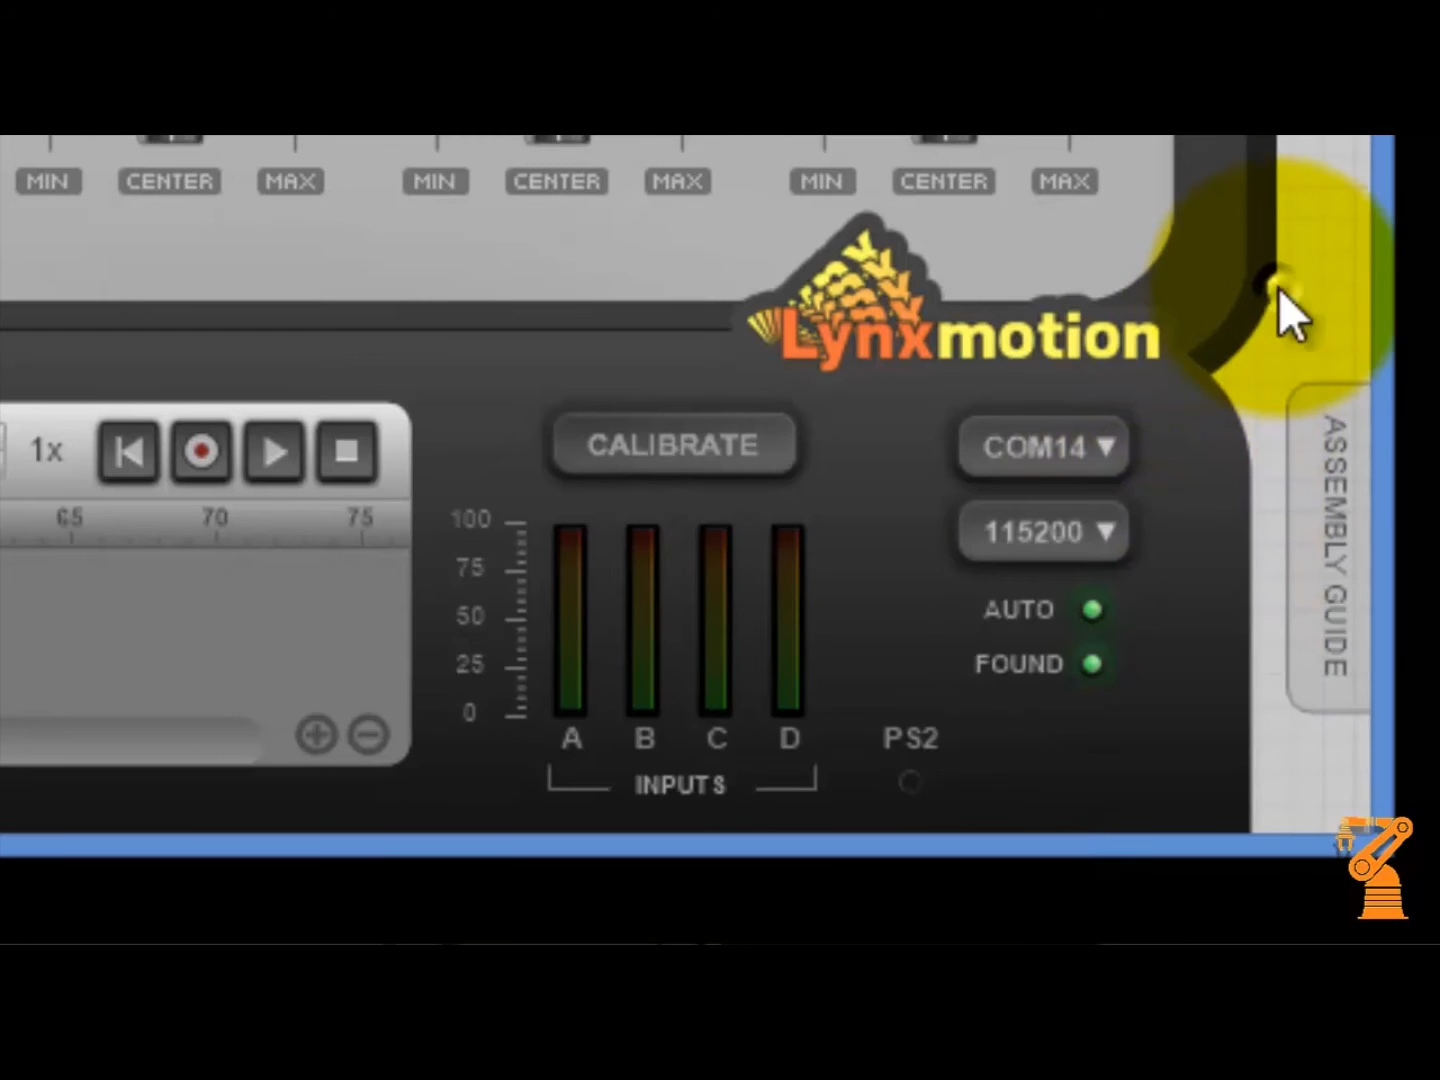 MIN CENTER MAX MIN CENTER MAX MIN CENTER MAX
Lynxmotion
1x
CALIBRATE
COM14
65 70 75
115200
100
75
50
25
0
AUTO
FOUND
A B C D
INPUTS
PS2
ASSEMBLY GUIDE